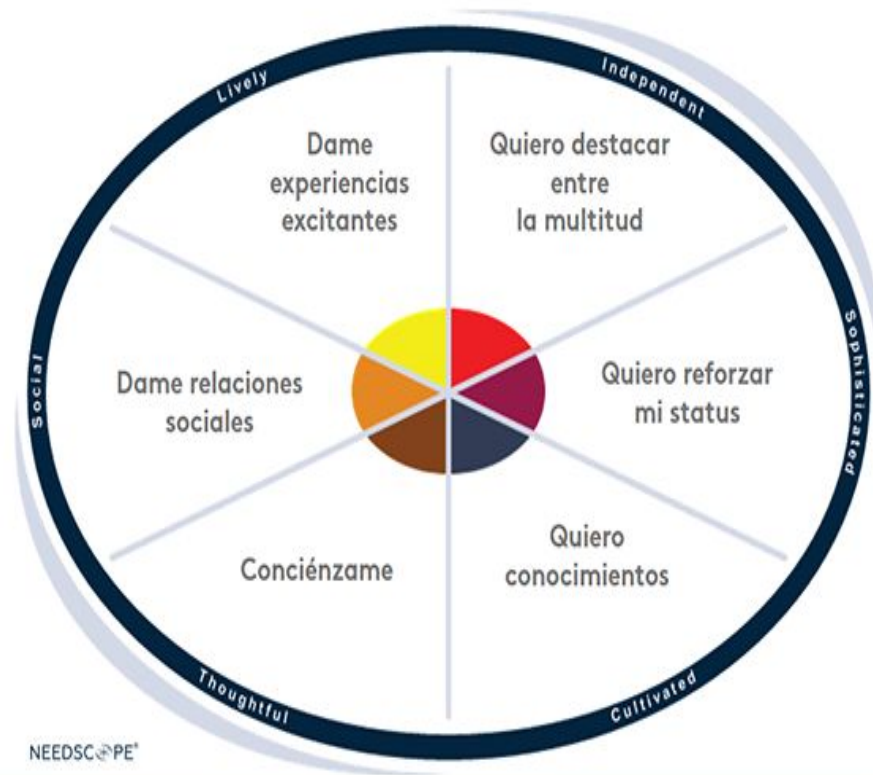 Lively
Independent
Dame
experiencias
excitantes
Quiero destacar
entre
la multitud
Social
Dame relaciones
sociales
Quiero reforzar
mi status
Sophisticated
Conciénzame
Quiero
conocimientos
Thoughtful
Cultivated
NEEDSCOPE®